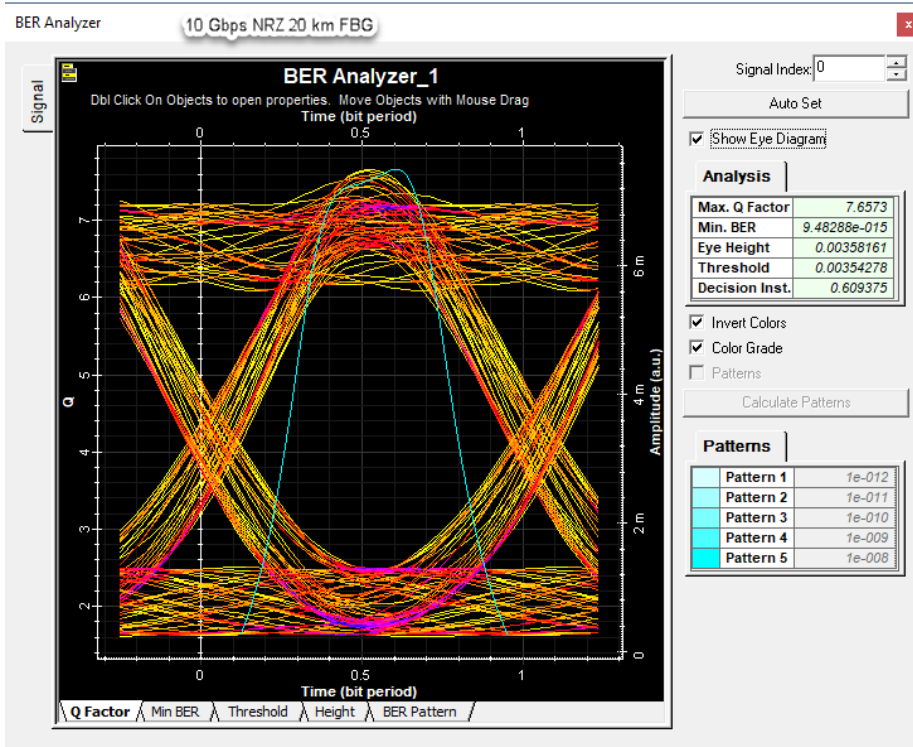 BER Analyzer
10 Gbps NRZ 20 km FBG
x
Signal
BER Analyzer_1
Dbl Click On Objects to open properties. Move Objects with Mouse Drag
Time (bit period)
0 0.5 1
Q
7
6
5
4
3
2
Amplitude (a.u.)
6 m
4 m
2 m
0
0 0.5 1
Time (bit period)
Q Factor Min BER Threshold Height BER Pattern
Signal Index: 0
Auto Set
Show Eye Diagram
Analysis
Max. Q Factor 7.6573
Min. BER 9.48288e-015
Eye Height 0.00358161
Threshold 0.00354278
Decision Inst. 0.609375
Invert Colors
Color Grade
Patterns
Calculate Patterns
Patterns
Pattern 1 1e-012
Pattern 2 1e-011
Pattern 3 1e-010
Pattern 4 1e-009
Pattern 5 1e-008